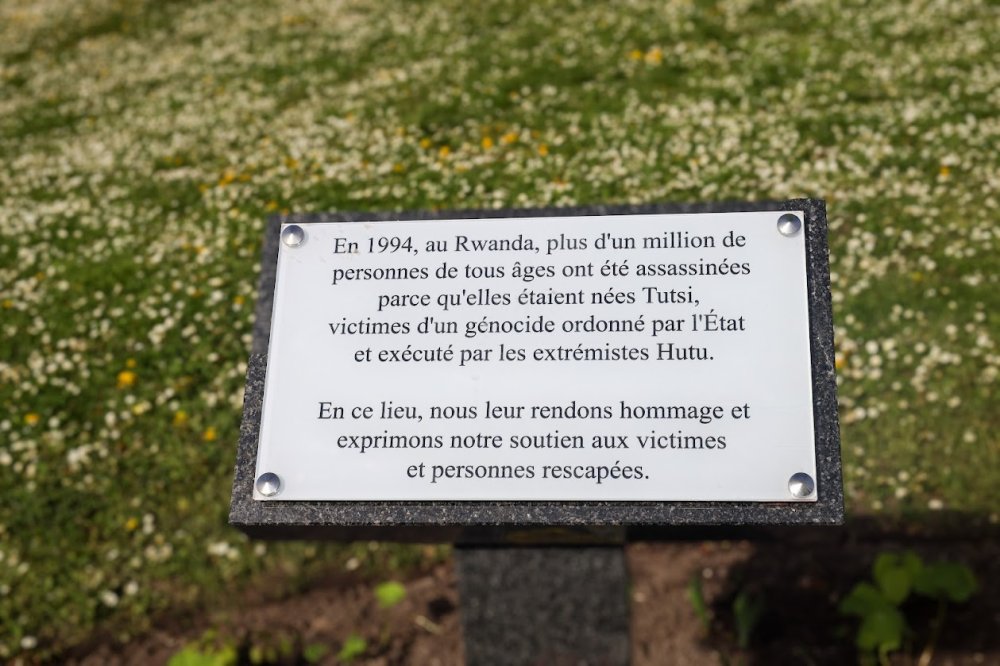 En 1994, au Rwanda, plus d'un million de
personnes de tous âges ont été assassinées
parce qu'elles étaient nées Tutsi,
victimes d'un génocide ordonné par l'État
et exécuté par les extrémistes Hutu.
En ce lieu, nous leur rendons hommage et
exprimons notre soutien aux victimes
et personnes rescapées.